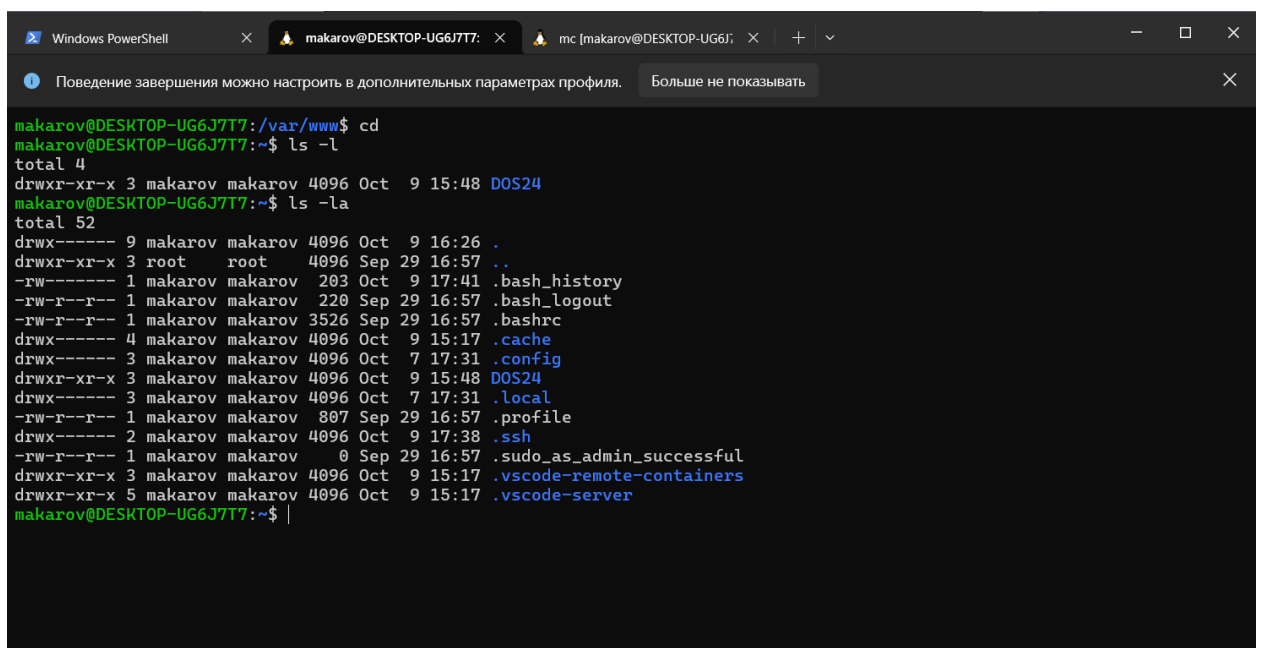 Windows PowerShell
makarov@DESKTOP-UG6J7T7:
mc [makarov@DESKTOP-UG6J7
Поведение завершения можно настроить в дополнительных параметрах профиля. Больше не показывать
makarov@DESKTOP-UG6J7T7:/var/www$ cd
makarov@DESKTOP-UG6J7T7:~$ ls -l
total 4
drwxr-xr-x 3 makarov makarov 4096 Oct  9 15:48 DOS24
makarov@DESKTOP-UG6J7T7:~$ ls -la
total 52
drwx------ 9 makarov makarov 4096 Oct  9 16:26 .
drwxr-xr-x 3 root    root    4096 Sep 29 16:57 ..
-rw------- 1 makarov makarov  203 Oct  9 17:41 .bash_history
-rw-r--r-- 1 makarov makarov  220 Sep 29 16:57 .bash_logout
-rw-r--r-- 1 makarov makarov 3526 Sep 29 16:57 .bashrc
drwx------ 4 makarov makarov 4096 Oct  9 15:17 .cache
drwx------ 3 makarov makarov 4096 Oct  7 17:31 .config
drwxr-xr-x 3 makarov makarov 4096 Oct  9 15:48 DOS24
drwx------ 3 makarov makarov 4096 Oct  7 17:31 .local
-rw-r--r-- 1 makarov makarov  807 Sep 29 16:57 .profile
drwx------ 2 makarov makarov 4096 Oct  9 17:38 .ssh
-rw-r--r-- 1 makarov makarov    0 Sep 29 16:57 .sudo_as_admin_successful
drwxr-xr-x 3 makarov makarov 4096 Oct  9 15:17 .vscode-remote-containers
drwxr-xr-x 5 makarov makarov 4096 Oct  9 15:17 .vscode-server
makarov@DESKTOP-UG6J7T7:~$